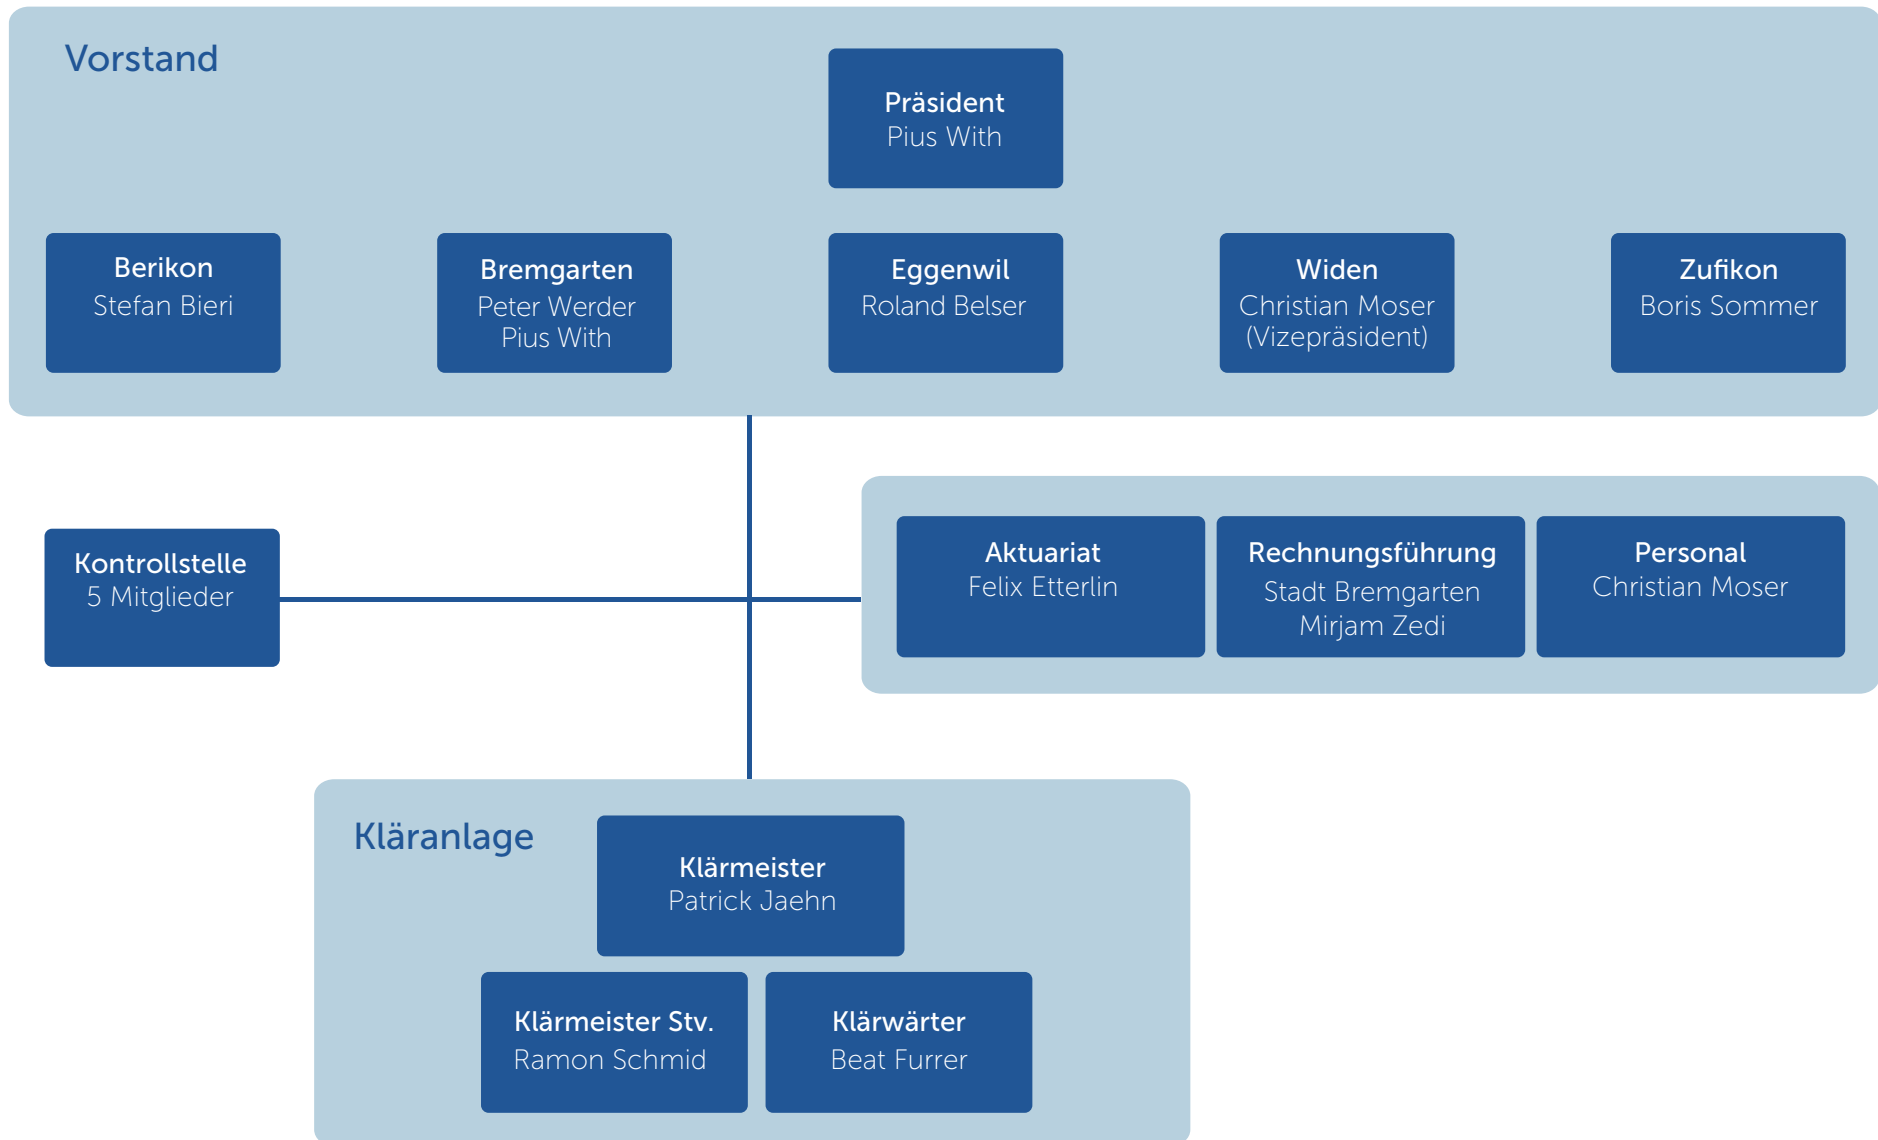 Vorstand
Präsident
Pius With
Berikon
Stefan Bieri
Bremgarten
Peter Werder
Pius With
Eggenwil
Roland Belser
Widen
Christian Moser
(Vizepräsident)
Zufikon
Boris Sommer
Kontrollstelle
5 Mitglieder
Aktuariat
Felix Etterlin
Rechnungsführung
Stadt Bremgarten
Mirjam Zedi
Personal
Christian Moser
Kläranlage
Klärmeister
Patrick Jaehn
Klärmeister Stv.
Ramon Schmid
Klärwärter
Beat Furrer